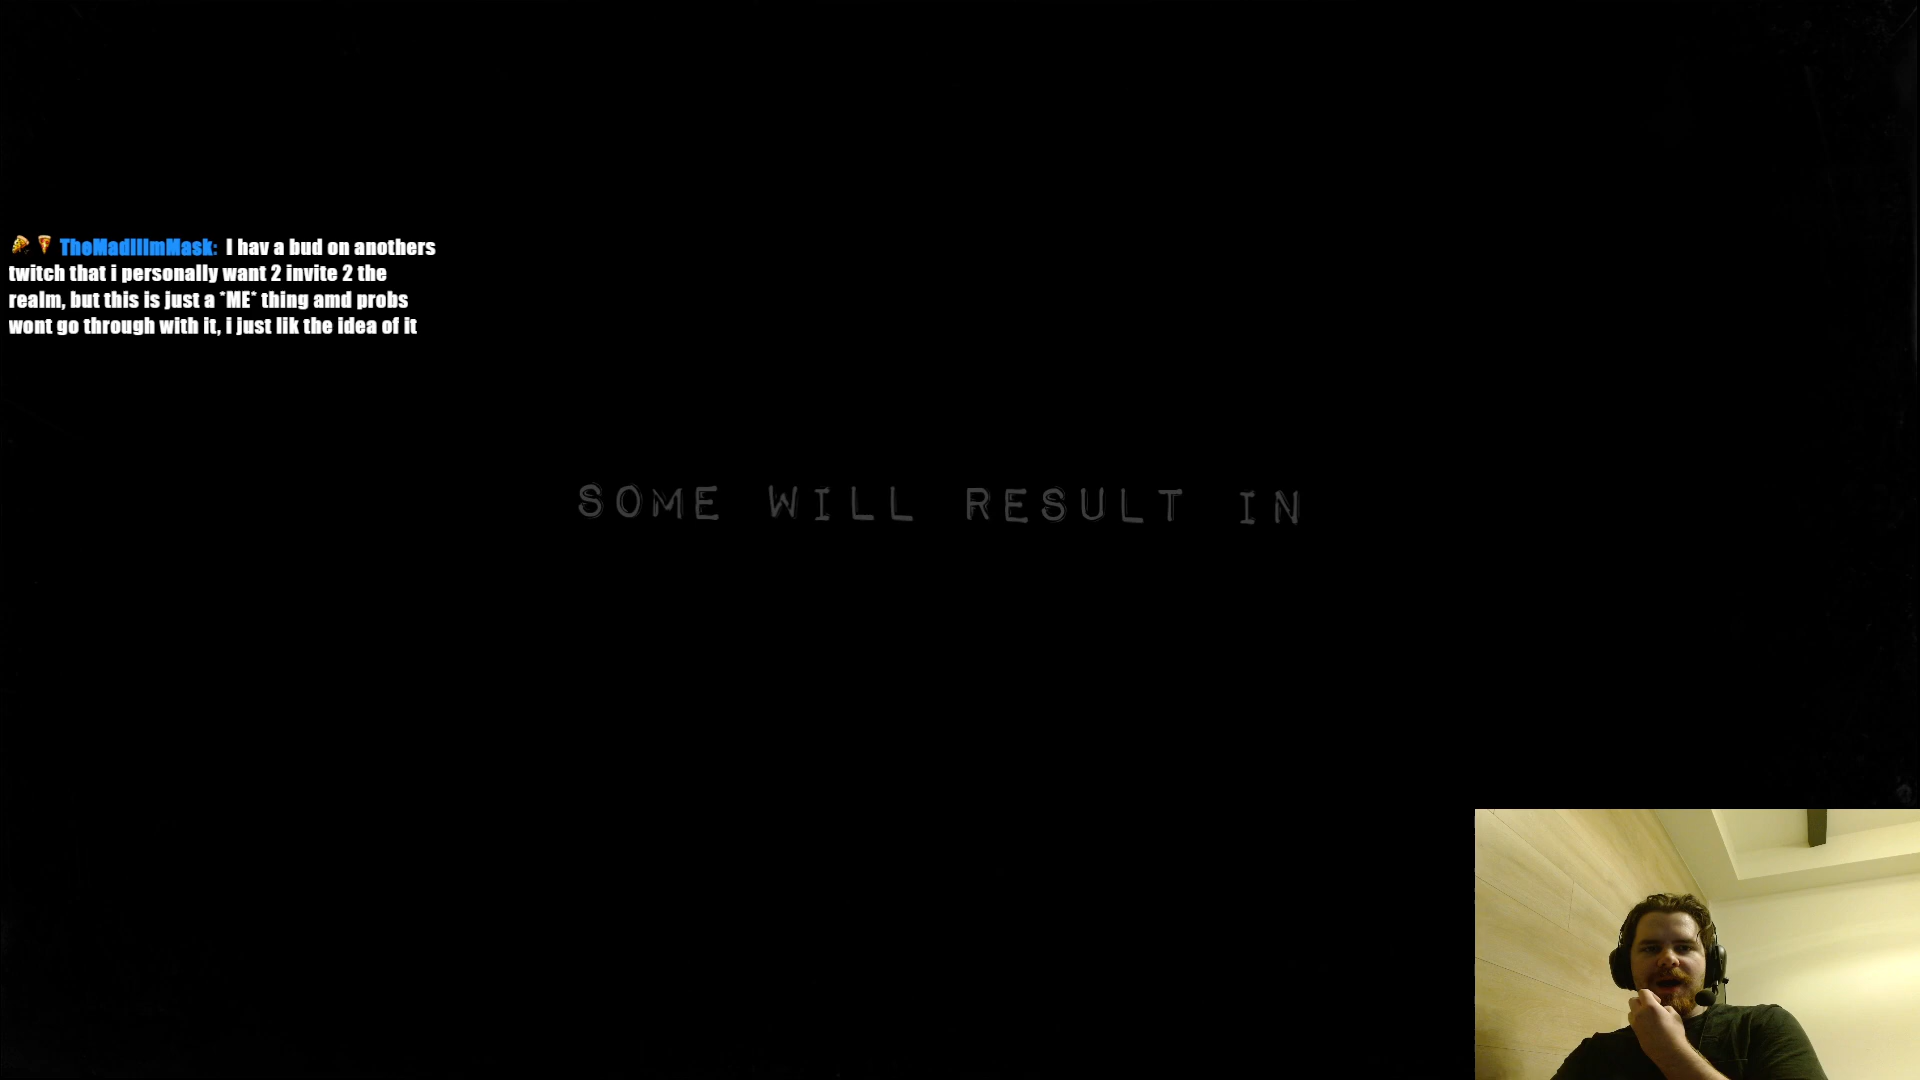 TheMadIIImMask: I hav a bud on anothers
twitch that i personally want 2 invite 2 the
realm, but this is just a *ME* thing amd probs
wont go through with it, i just lik the idea of it
SOME WILL RESULT IN